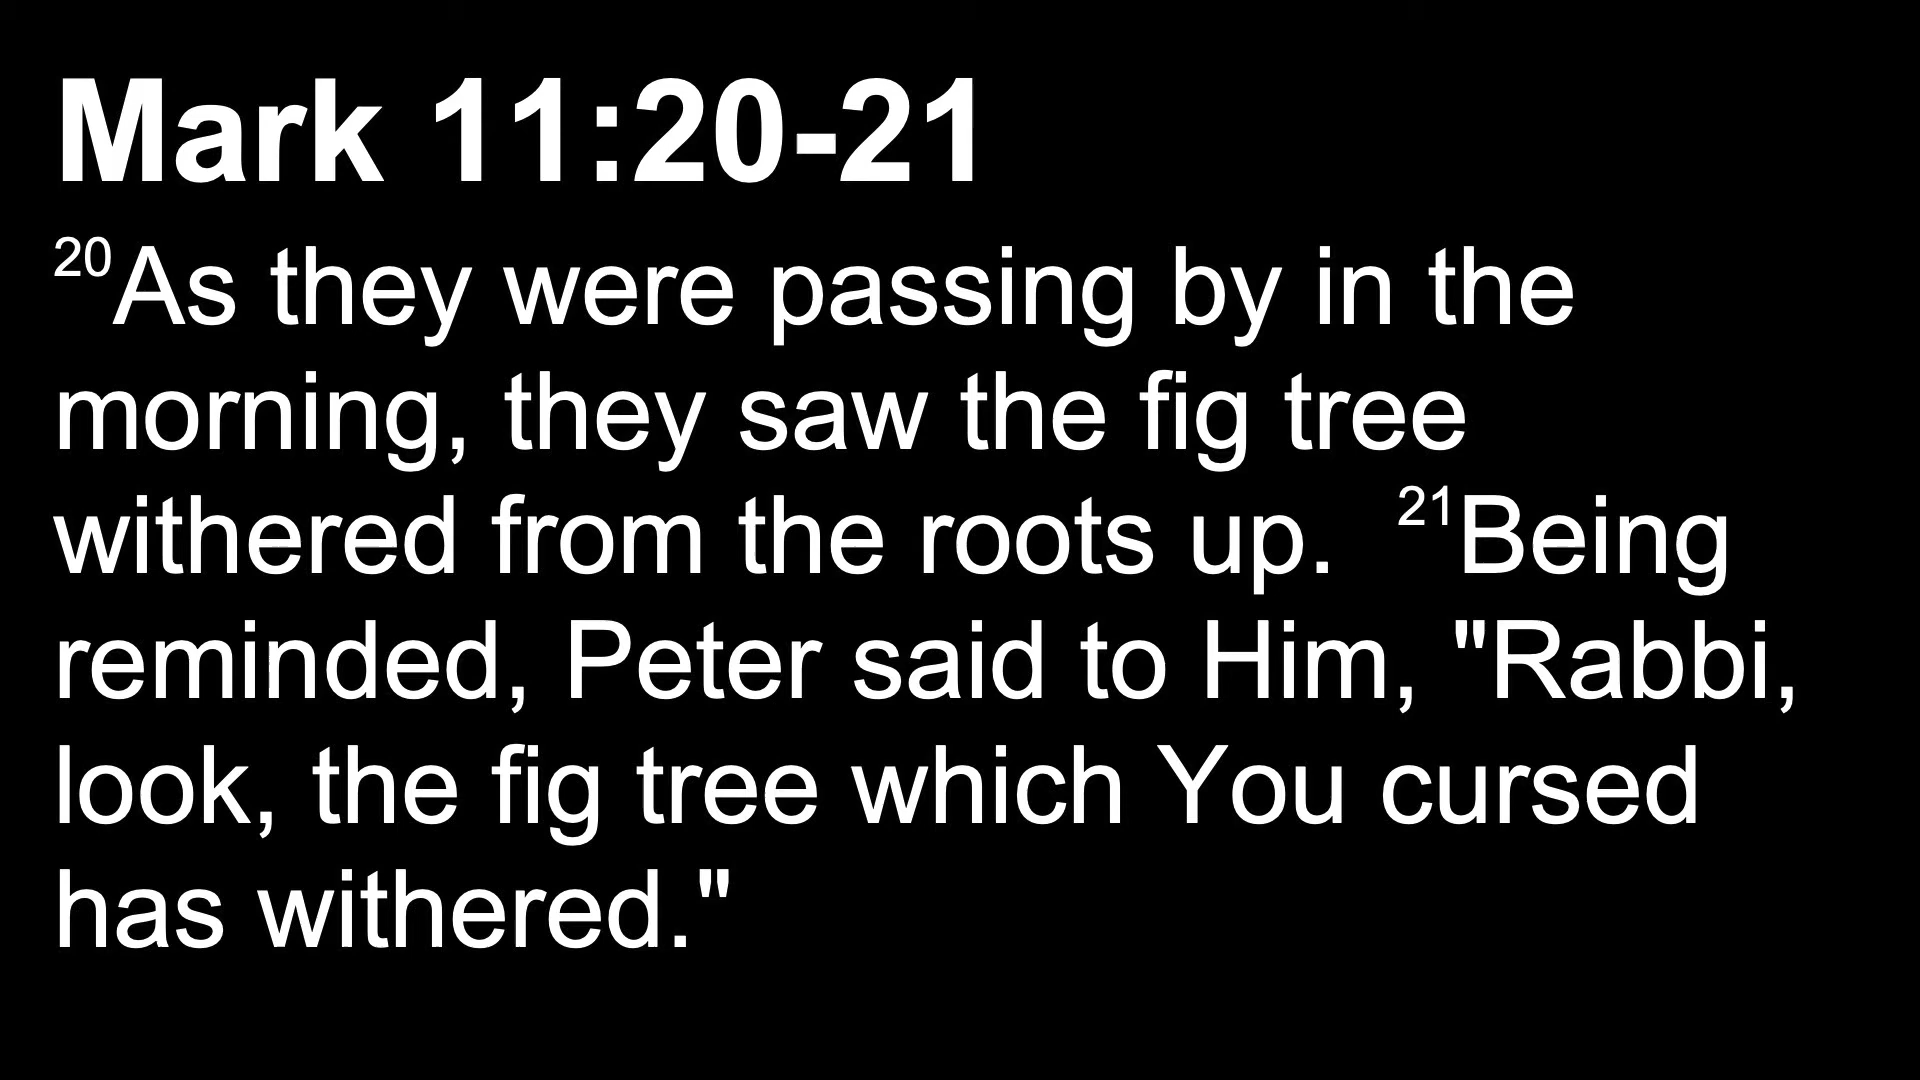 Mark 11:20-21
20As they were passing by in the
morning, they saw the fig tree
withered from the roots up.  21Being
reminded, Peter said to Him, "Rabbi,
look, the fig tree which You cursed
has withered."